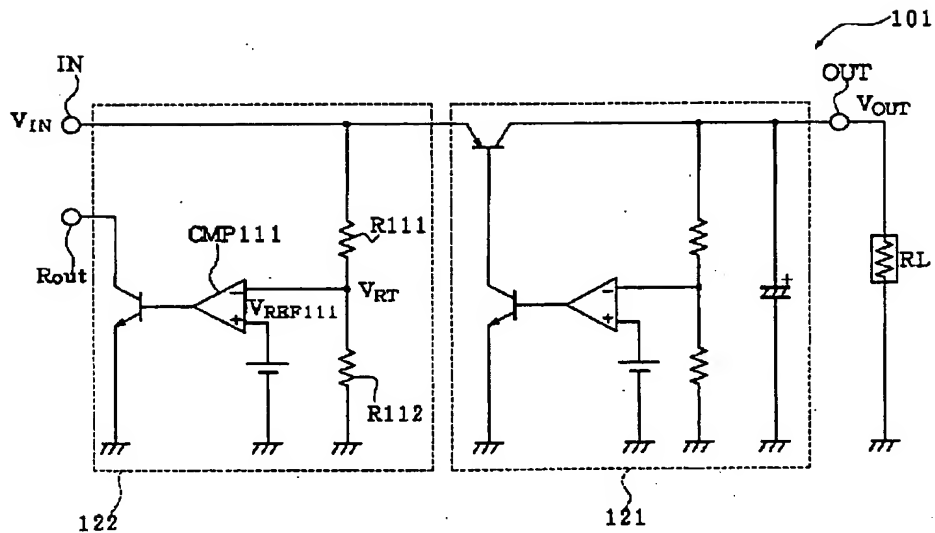 101
IN
OUT
VIN
VOUT
CMP111
R111
Rout
−
VRT
VREF111
+
R112
−
+
+
RL
122
121